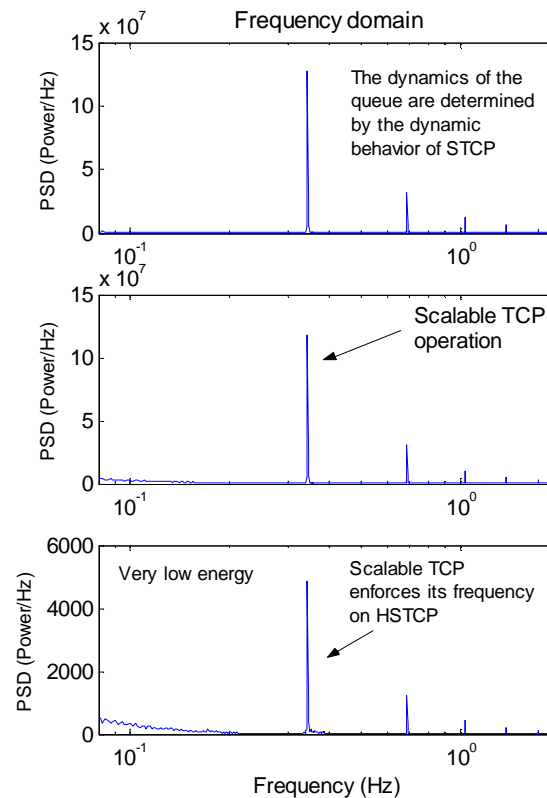 Frequency domain
x 10^7
15
10
5
0
PSD (Power/Hz)
The dynamics of the
queue are determined
by the dynamic
behavior of STCP
10^-1
10^0
x 10^7
15
10
5
0
PSD (Power/Hz)
Scalable TCP
operation
10^-1
10^0
6000
4000
2000
0
PSD (Power/Hz)
Very low energy
Scalable TCP
enforces its frequency
on HSTCP
10^-1
10^0
Frequency (Hz)